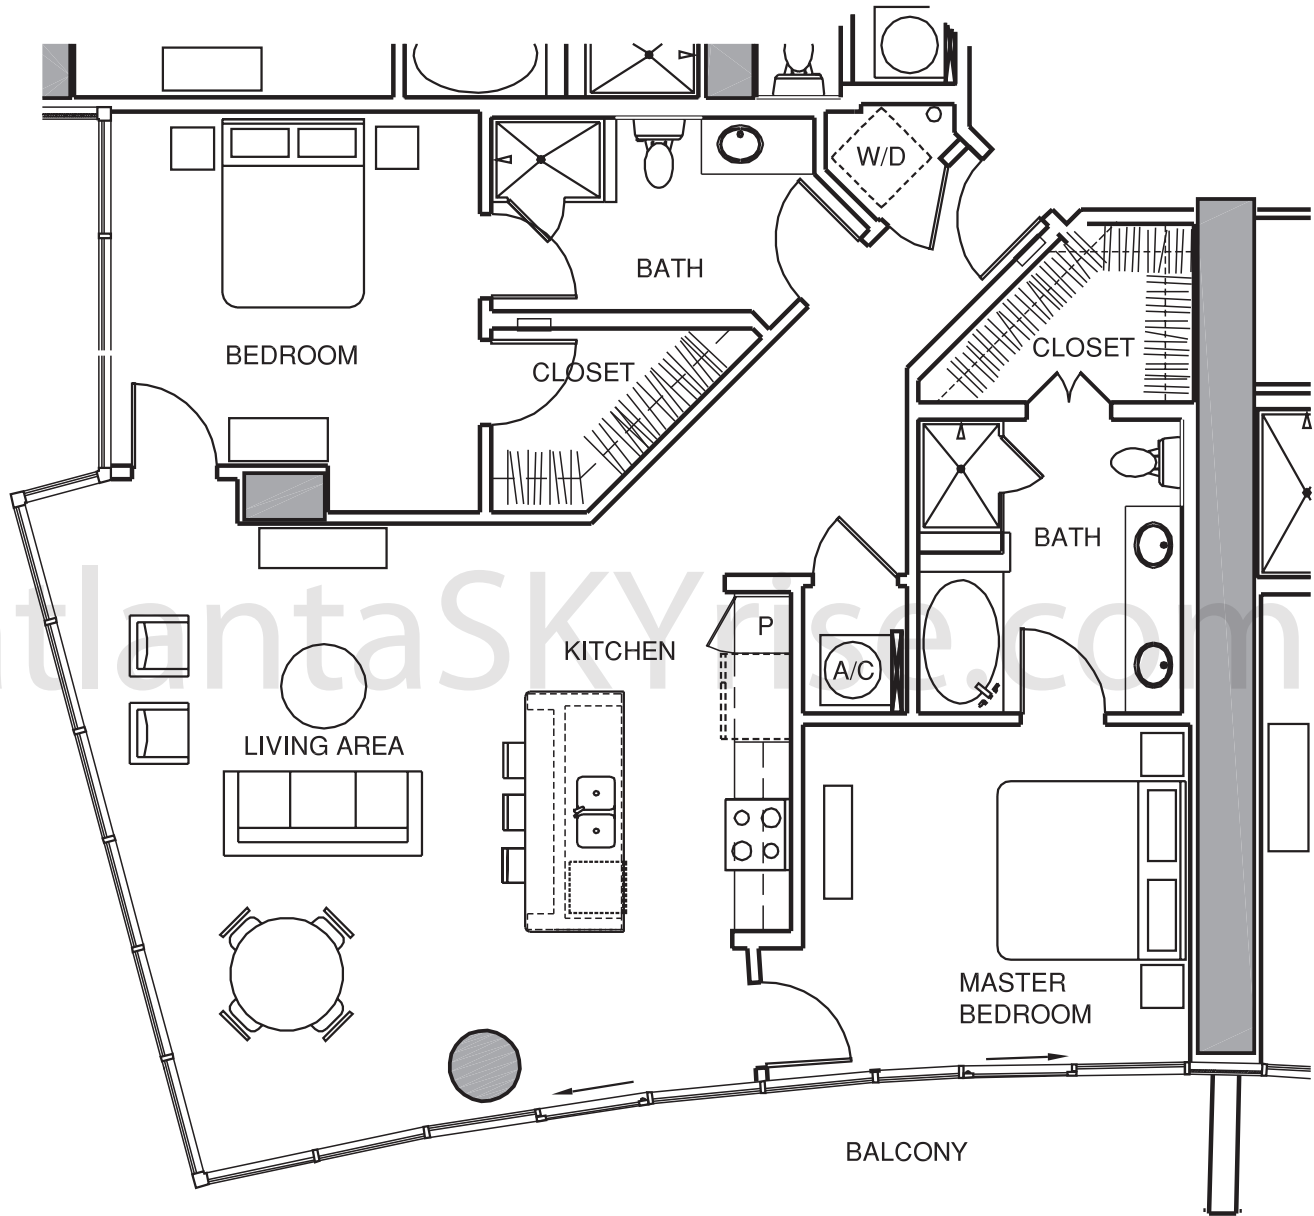 W/D
BATH
BEDROOM
CLOSET
CLOSET
BATH
atlantaSKYrise.com
P
KITCHEN
A/C
LIVING AREA
MASTER
BEDROOM
BALCONY